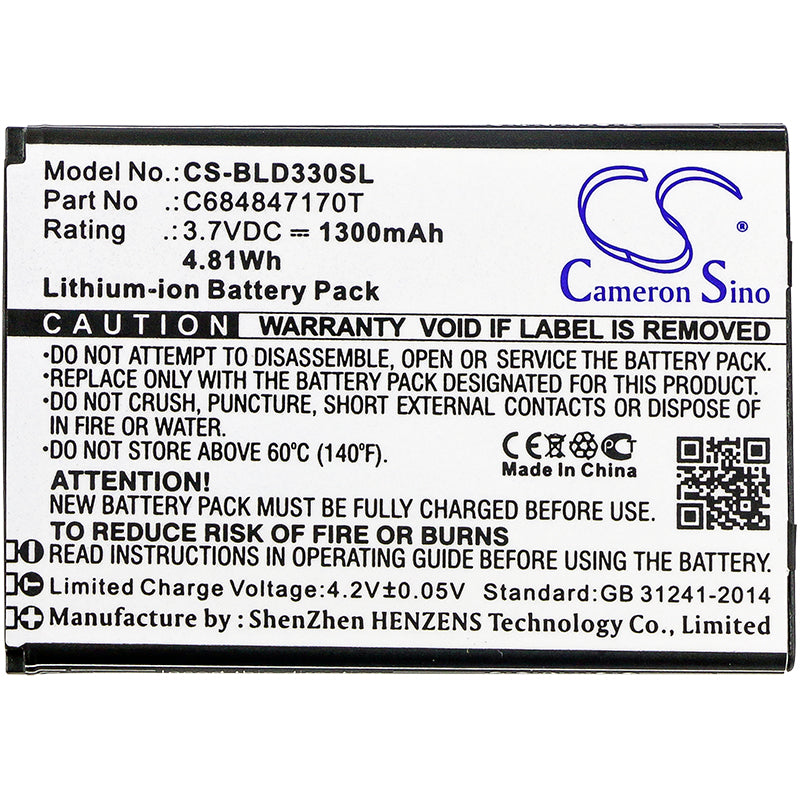 Model No.: CS-BLD330SL
Part No .: C684847170T
Rating .: 3.7VDC ⎓ 1300mAh
4.81Wh
Lithium-ion Battery Pack
CS
®
Cameron Sino
CAUTION WARRANTY VOID IF LABEL IS REMOVED
•DO NOT ATTEMPT TO DISASSEMBLE, OPEN OR SERVICE THE BATTERY PACK.
•REPLACE ONLY WITH THE BATTERY PACK DESIGNATED FOR THIS PRODUCT.
•DO NOT CRUSH, PUNCTURE, SHORT EXTERNAL CONTACTS OR DISPOSE OF
IN FIRE OR WATER.
•DO NOT STORE ABOVE 60°C (140°F).
CE PCT
Made In China
ATTENTION!
NEW BATTERY PACK MUST BE FULLY CHARGED BEFORE USE.
TO REDUCE RISK OF FIRE OR BURNS
READ INSTRUCTIONS IN OPERATING GUIDE BEFORE USING THE BATTERY.
Limited Charge Voltage:4.2V±0.05V Standard:GB 31241-2014
Manufacture by : ShenZhen HENZENS Technology Co., Limited